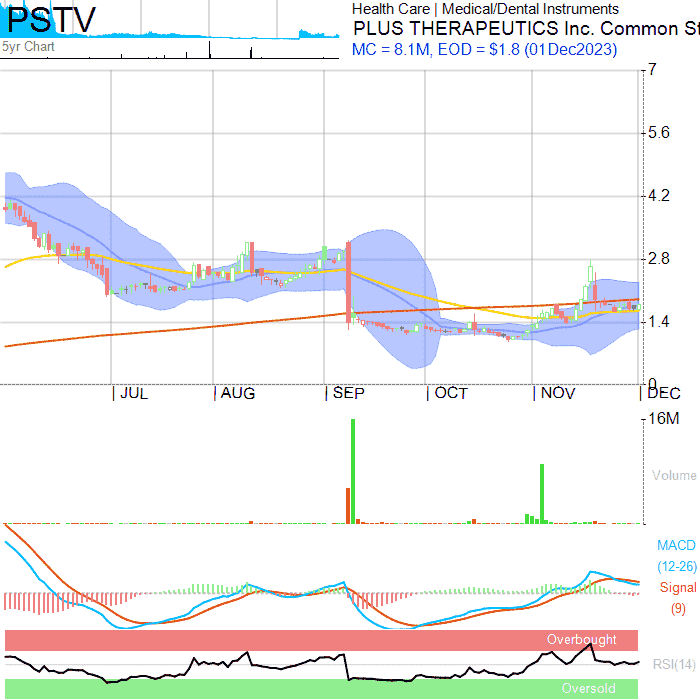 PSTV
5yr Chart
Health Care | Medical/Dental Instruments
PLUS THERAPEUTICS Inc. Common St
MC = 8.1M, EOD = $1.8 (01Dec2023)
7
5.6
4.2
2.8
1.4
0
JUL
AUG
SEP
OCT
NOV
DEC
16M
Volume
MACD
(12-26)
Signal
(9)
Overbought
RSI(14)
Oversold